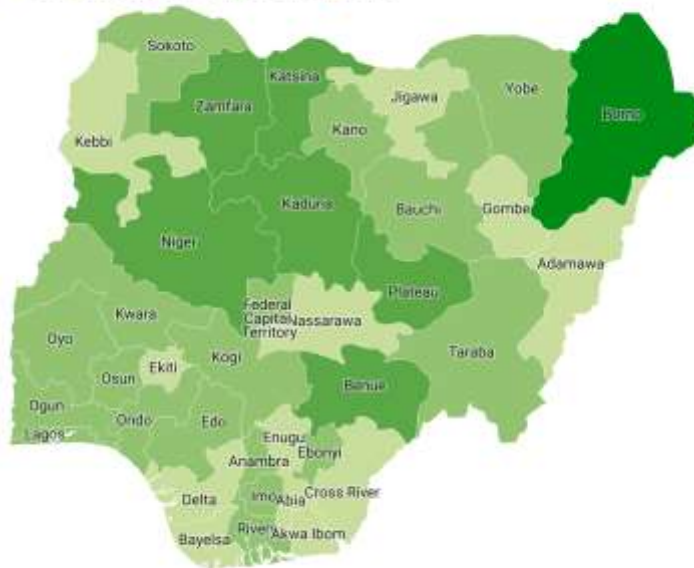 Sokoto
Katsina
Zamfara
Jigawa
Yobe
Borno
Kano
Kebbi
Kaduna
Bauchi
Gombe
Niger
Adamawa
Plateau
Federal
Capital
Territory
Nassarawa
Kwara
Oyo
Taraba
Kogi
Ekiti
Osun
Benue
Ogun
Ondo
Edo
Lagos
Enugu
Ebonyi
Anambra
Cross River
Delta
Imo
Abia
Rivers
Akwa Ibom
Bayelsa